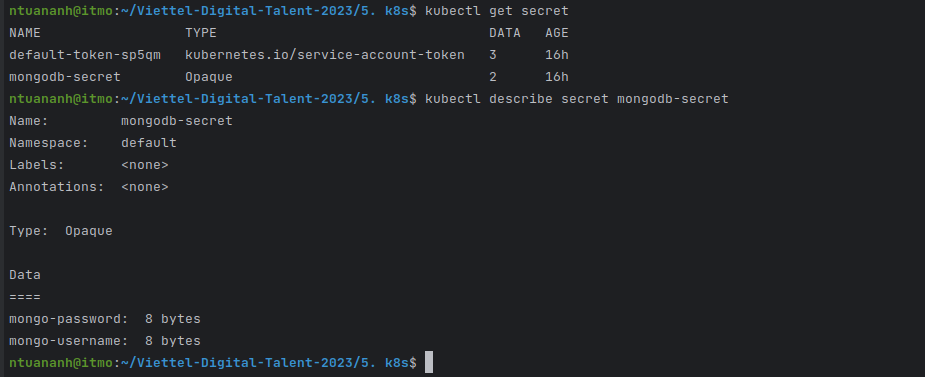 ntuananh@itmo:~/Viettel-Digital-Talent-2023/5. k8s$ kubectl get secret
NAME                  TYPE                                  DATA   AGE
default-token-sp5qm   kubernetes.io/service-account-token   3      16h
mongodb-secret        Opaque                                2      16h
ntuananh@itmo:~/Viettel-Digital-Talent-2023/5. k8s$ kubectl describe secret mongodb-secret
Name:         mongodb-secret
Namespace:    default
Labels:       <none>
Annotations:  <none>
Type:  Opaque
Data
====
mongo-password:  8 bytes
mongo-username:  8 bytes
ntuananh@itmo:~/Viettel-Digital-Talent-2023/5. k8s$